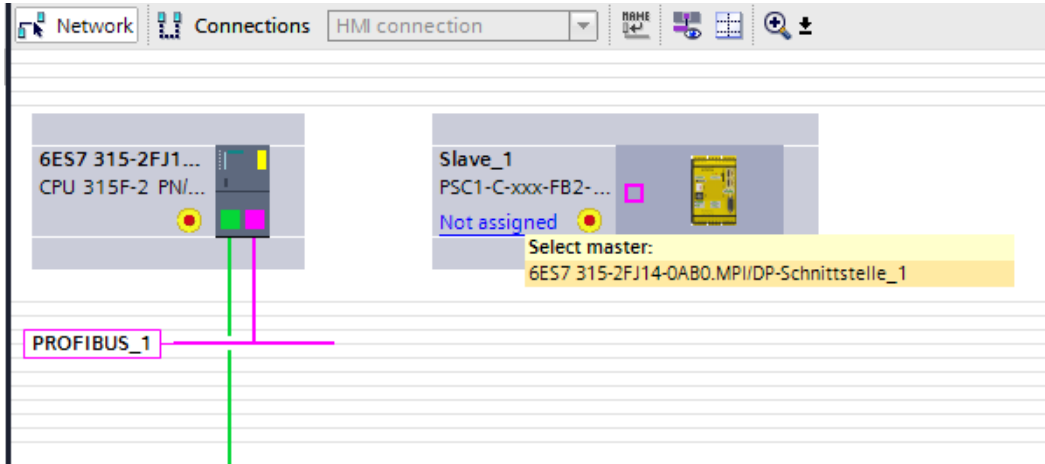 Network Connections HMI connection
6ES7 315-2FJ1...
CPU 315F-2 PN/...
Slave_1
PSC1-C-xxx-FB2-...
Not assigned
Select master:
6ES7 315-2FJ14-0AB0.MPI/DP-Schnittstelle_1
PROFIBUS_1